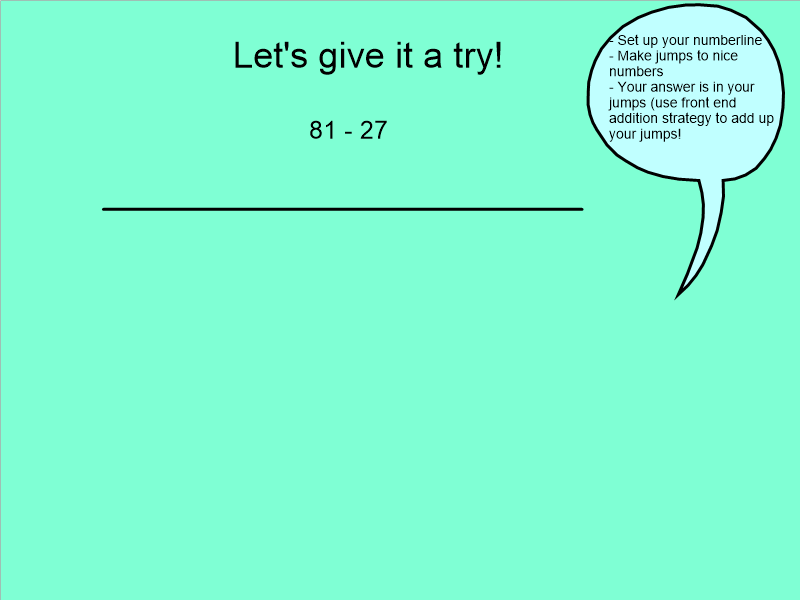 Let's give it a try!
81 - 27
- Set up your numberline
- Make jumps to nice
numbers
- Your answer is in your
jumps (use front end
addition strategy to add up
your jumps!